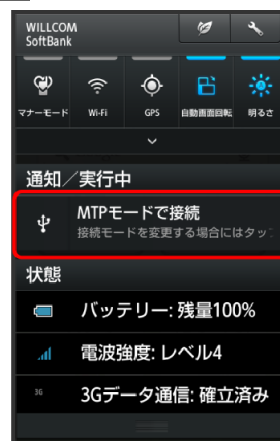 WILLCOM
SoftBank
マナーモード Wi-Fi GPS 自動画面回転 明るさ
通知／実行中
MTPモードで接続
接続モードを変更する場合にはタッ
状態
バッテリー: 残量100%
電波強度: レベル4
3G 3Gデータ通信: 確立済み